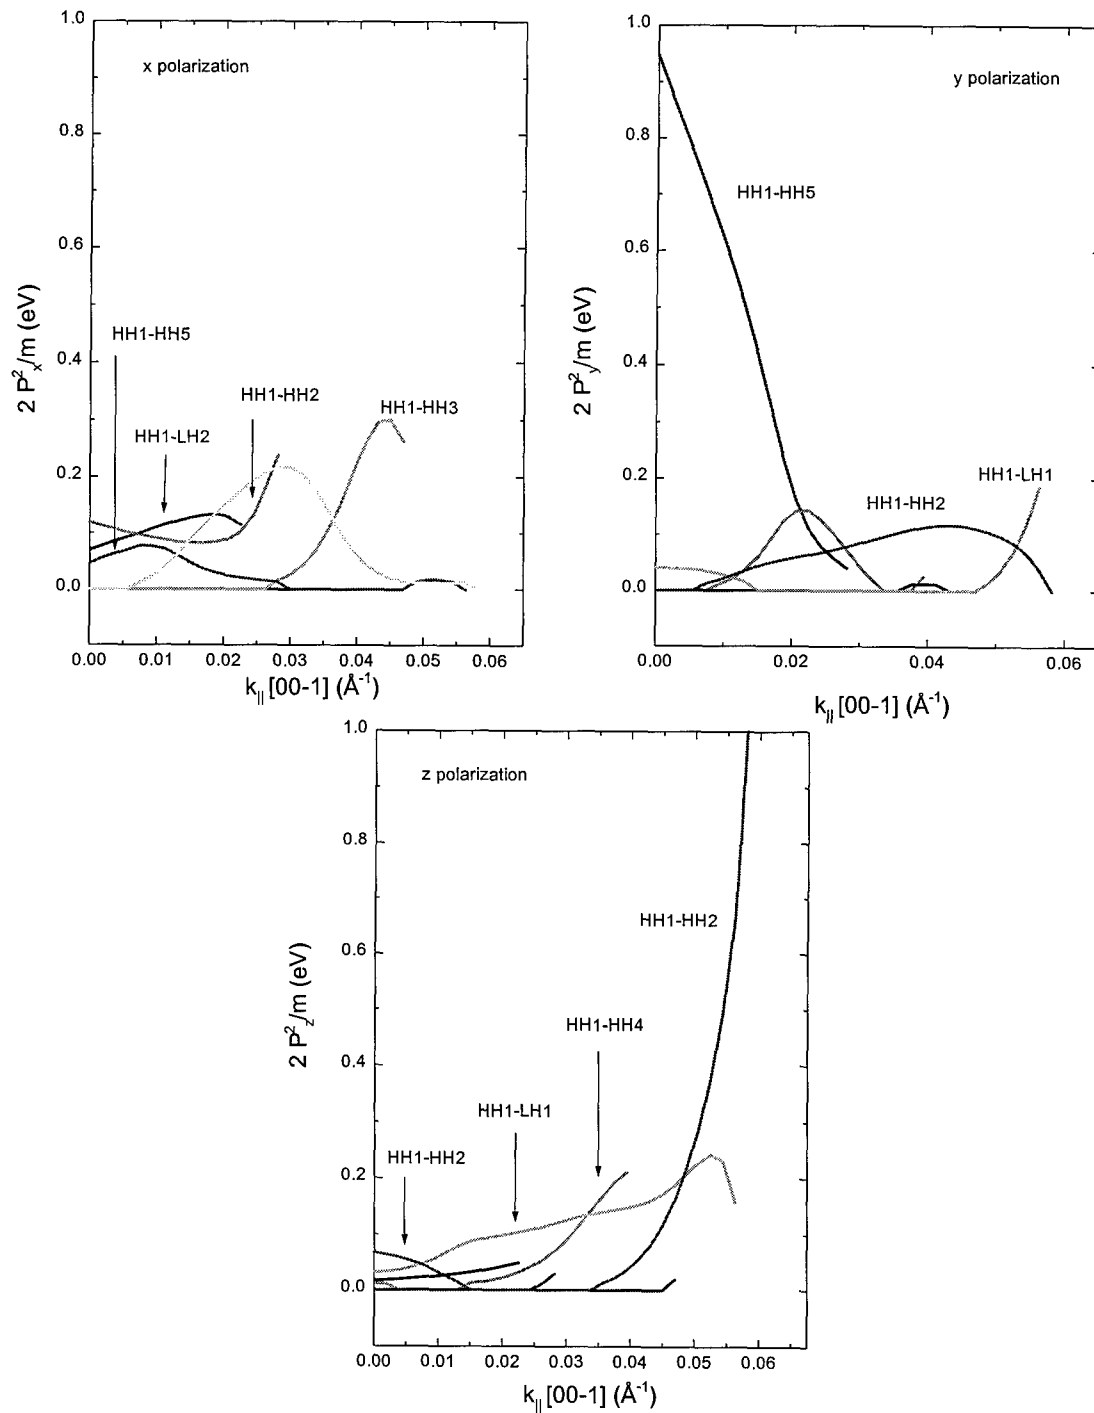 1.0
x polarization
0.8
0.6
2 P²x/m (eV)
HH1-HH5
0.4
HH1-HH2
HH1-HH3
HH1-LH2
0.2
0.0
0.00 0.01 0.02 0.03 0.04 0.05 0.06
k|| [00-1] (Å⁻¹)
1.0
y polarization
0.8
HH1-HH5
0.6
2 P²y/m (eV)
0.4
HH1-LH1
0.2
HH1-HH2
0.0
0.00 0.02 0.04 0.06
k|| [00-1] (Å⁻¹)
1.0
z polarization
0.8
HH1-HH2
0.6
2 P²z/m (eV)
HH1-HH4
0.4
HH1-LH1
HH1-HH2
0.2
0.0
0.00 0.01 0.02 0.03 0.04 0.05 0.06
k|| [00-1] (Å⁻¹)